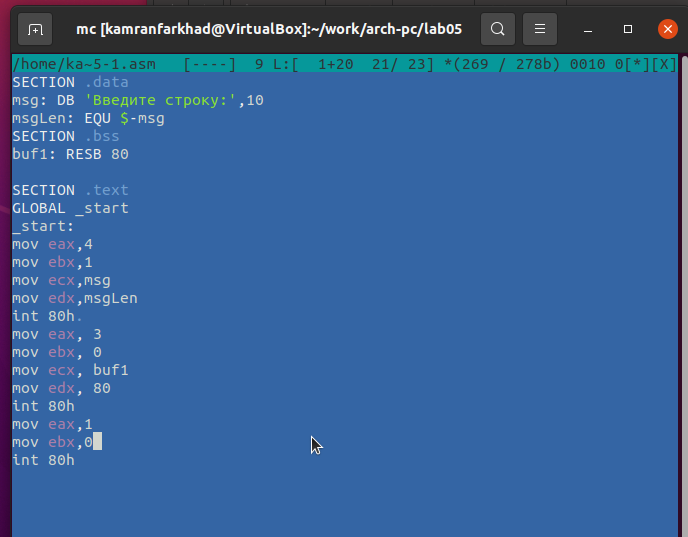 mc [kamranfarkhad@VirtualBox]:~/work/arch-pc/lab05
/home/ka~5-1.asm   [----]  9 L:[  1+20  21/ 23] *(269 / 278b) 0010 0[*][X]
SECTION .data
msg: DB 'Введите строку:',10
msgLen: EQU $-msg
SECTION .bss
buf1: RESB 80
SECTION .text
GLOBAL _start
_start:
mov eax,4
mov ebx,1
mov ecx,msg
mov edx,msgLen
int 80h.
mov eax, 3
mov ebx, 0
mov ecx, buf1
mov edx, 80
int 80h
mov eax,1
mov ebx,0
int 80h